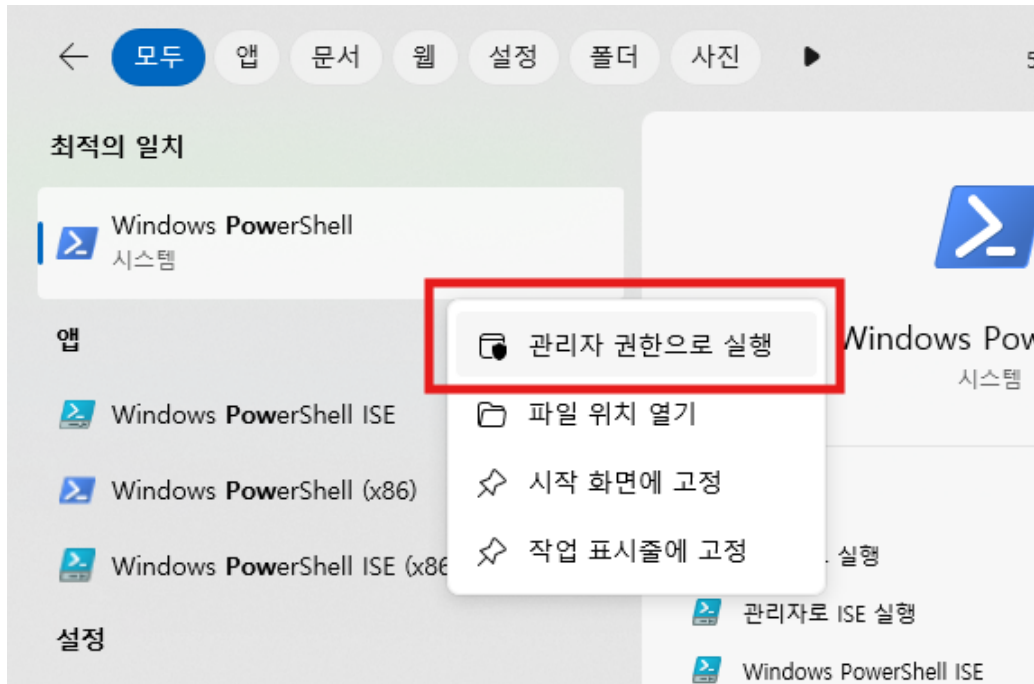 모두 앱 문서 웹 설정 폴더 사진
최적의 일치
Windows PowerShell
시스템
앱
Windows PowerShell ISE
Windows PowerShell (x86)
Windows PowerShell ISE (x86
설정
관리자 권한으로 실행
파일 위치 열기
시작 화면에 고정
작업 표시줄에 고정
Windows Pow
시스템
실행
관리자로 ISE 실행
Windows PowerShell ISE